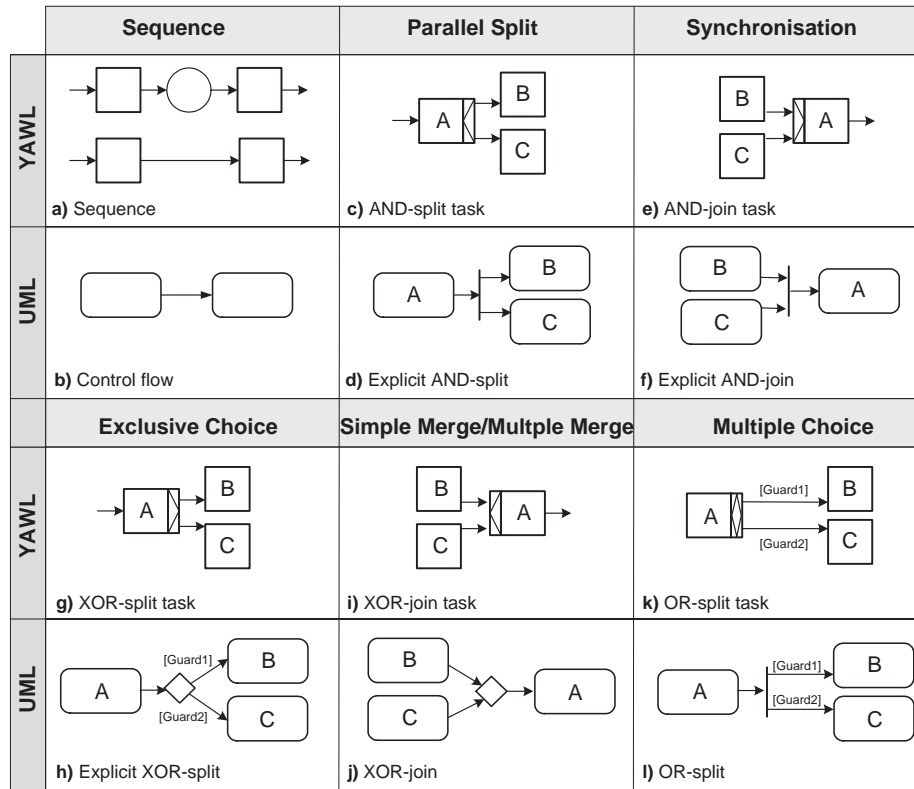 Sequence
Parallel Split
Synchronisation
YAWL
a) Sequence
A
B
C
c) AND-split task
B
C
A
e) AND-join task
UML
b) Control flow
A
B
C
d) Explicit AND-split
B
C
A
f) Explicit AND-join
Exclusive Choice
Simple Merge/Multple Merge
Multiple Choice
YAWL
A
B
C
g) XOR-split task
B
C
A
i) XOR-join task
A
[Guard1]
B
[Guard2]
C
k) OR-split task
UML
A
[Guard1]
B
[Guard2]
C
h) Explicit XOR-split
B
C
A
j) XOR-join
A
[Guard1]
B
[Guard2]
C
l) OR-split